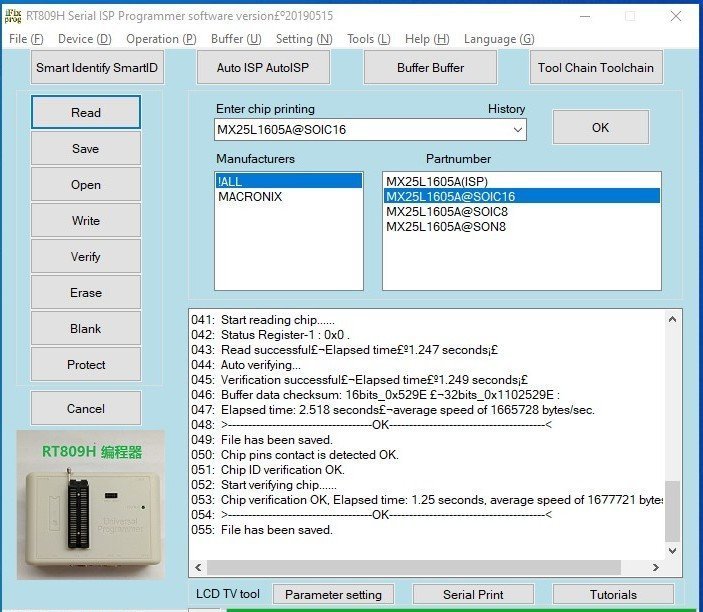 iFix
prog
RT809H Serial ISP Programmer software version£º20190515
File (F) Device (D) Operation (P) Buffer (U) Setting (N) Tools (L) Help (H) Language (G)
Smart Identify SmartID
Auto ISP AutoISP
Buffer Buffer
Tool Chain Toolchain
Read
Save
Open
Write
Verify
Erase
Blank
Protect
Cancel
RT809H 编程器
Universal
Programmer
Enter chip printing
History
MX25L1605A@SOIC16
OK
Manufacturers
!ALL
MACRONIX
Partnumber
MX25L1605A(ISP)
MX25L1605A@SOIC16
MX25L1605A@SOIC8
MX25L1605A@SON8
041: Start reading chip......
042: Status Register-1 : 0x0 .
043: Read successful£¬Elapsed time£º1.247 seconds¡£
044: Auto verifying...
045: Verification successful£¬Elapsed time£º1.249 seconds¡£
046: Buffer data checksum: 16bits_0x529E £¬32bits_0x1102529E :
047: Elapsed time: 2.518 seconds£¬average speed of 1665728 bytes/sec.
048: >------------------------------------OK---------------------------------------<
049: File has been saved.
050: Chip pins contact is detected OK.
051: Chip ID verification OK.
052: Start verifying chip......
053: Chip verification OK, Elapsed time: 1.25 seconds, average speed of 1677721 bytes
054: >------------------------------------OK---------------------------------------<
055: File has been saved.
LCD TV tool
Parameter setting
Serial Print
Tutorials